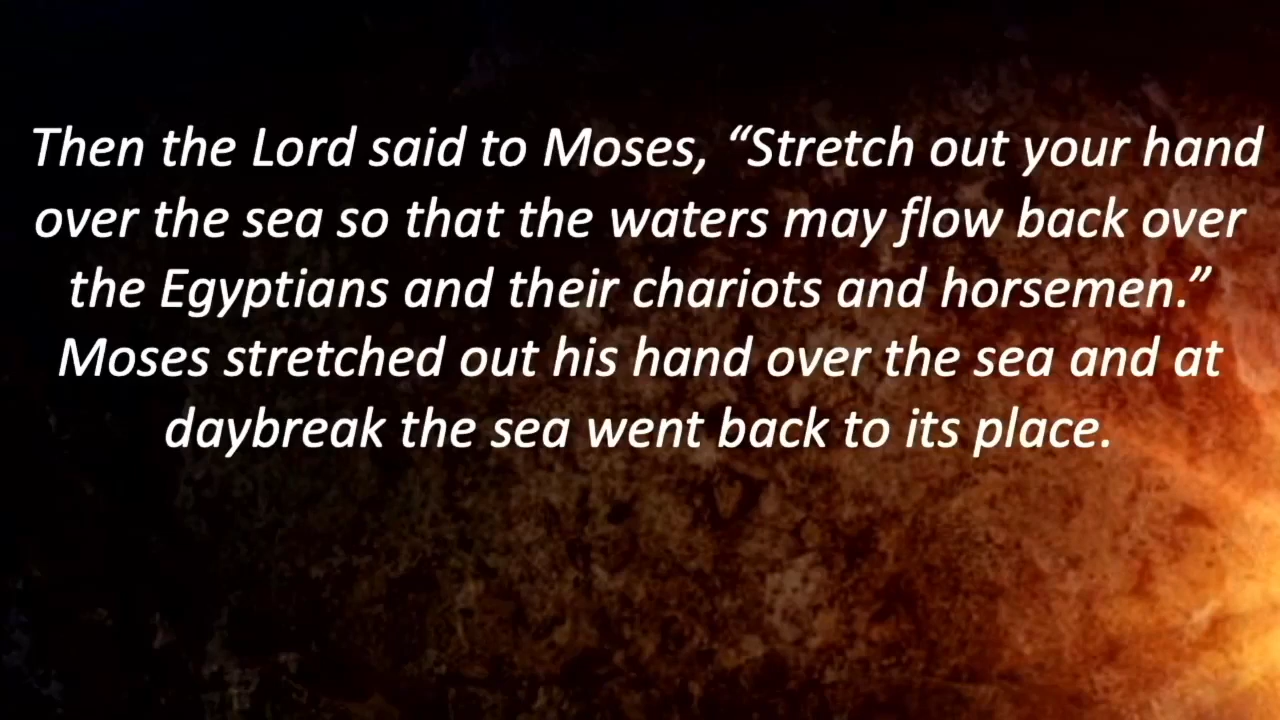 Then the Lord said to Moses, “Stretch out your hand
over the sea so that the waters may flow back over
the Egyptians and their chariots and horsemen.”
Moses stretched out his hand over the sea and at
daybreak the sea went back to its place.